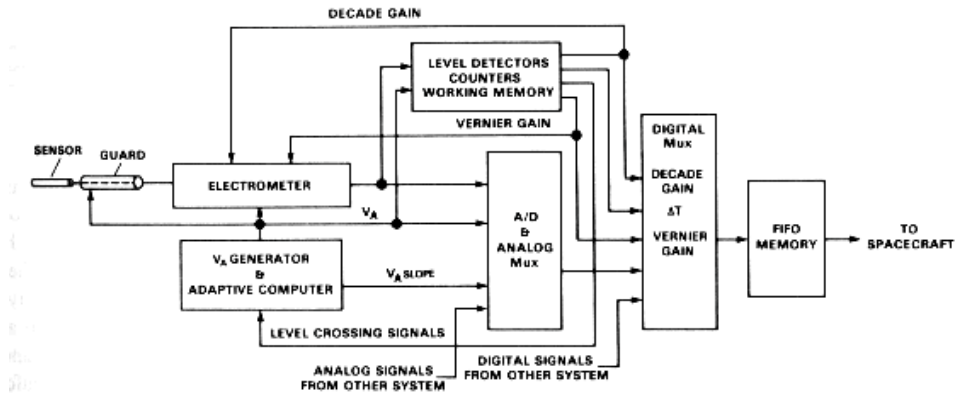 DECADE GAIN
LEVEL DETECTORS
COUNTERS
WORKING MEMORY
VERNIER GAIN
DIGITAL
Mux
SENSOR
GUARD
ELECTROMETER
DECADE
GAIN
ΔT
VERNIER
GAIN
A/D
&
ANALOG
Mux
FIFO
MEMORY
TO
SPACECRAFT
VA
VA GENERATOR
&
ADAPTIVE COMPUTER
VA SLOPE
LEVEL CROSSING SIGNALS
ANALOG SIGNALS
FROM OTHER SYSTEM
DIGITAL SIGNALS
FROM OTHER SYSTEM